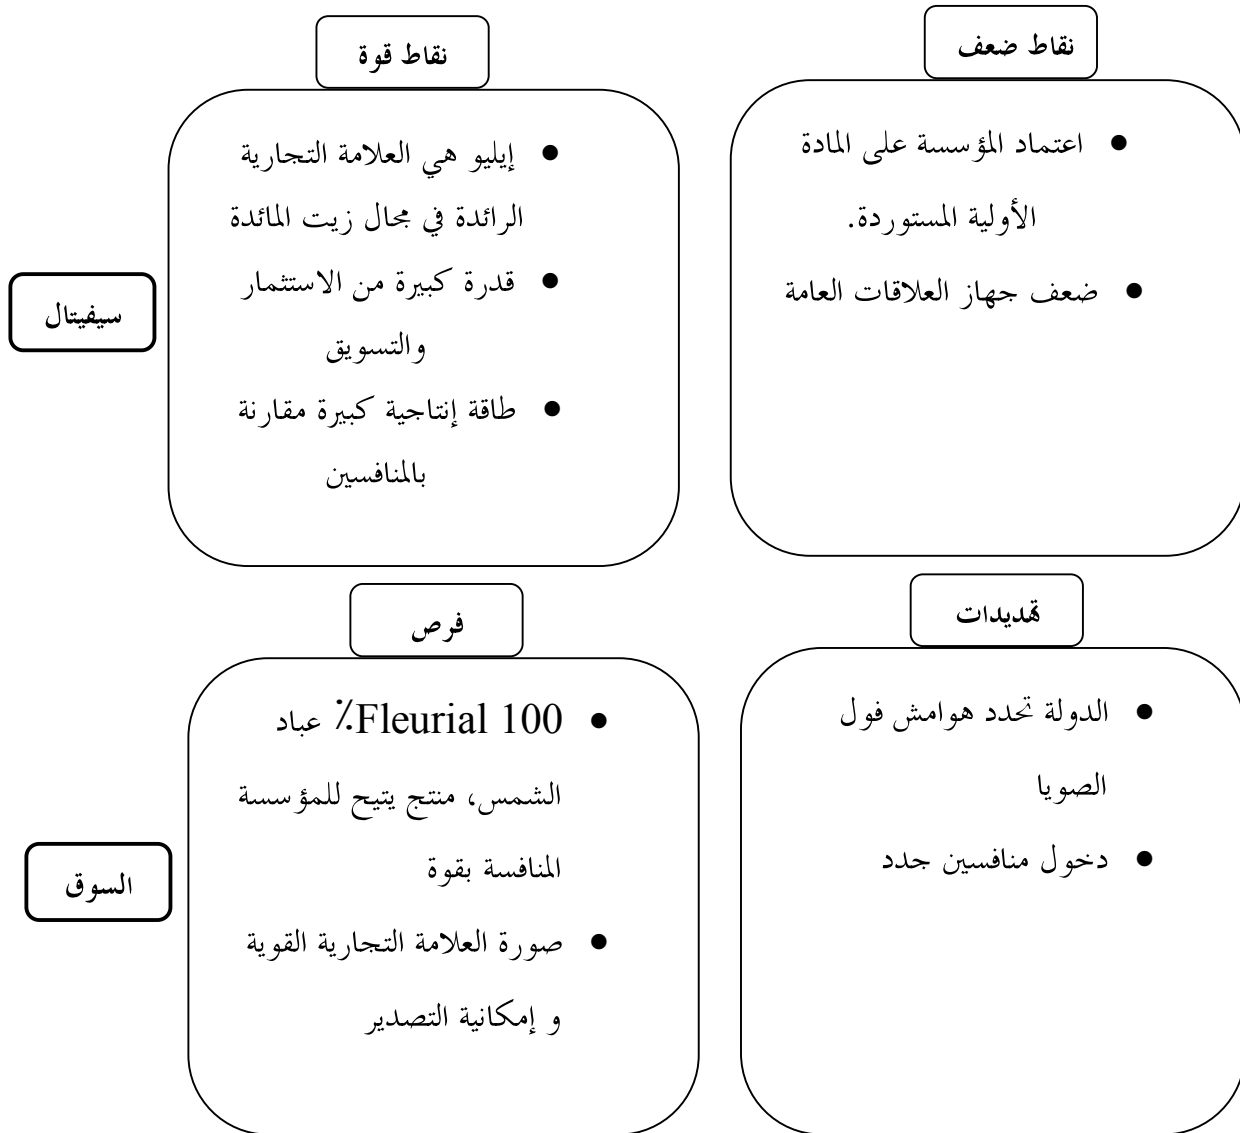 نقاط قوة
● إيليو هي العلامة التجارية
الرائدة في مجال زيت المائدة
● قدرة كبيرة من الاستثمار
والتسويق
● طاقة إنتاجية كبيرة مقارنة
بالمنافسين
نقاط ضعف
● اعتماد المؤسسة على المادة
الأولية المستوردة.
● ضعف جهاز العلاقات العامة
سيفيتال
فرص
● Fleurial 100٪ عباد
الشمس، منتج يتيح للمؤسسة
المنافسة بقوة
● صورة العلامة التجارية القوية
و إمكانية التصدير
تهديدات
● الدولة تحدد هوامش فول
الصويا
● دخول منافسين جدد
السوق